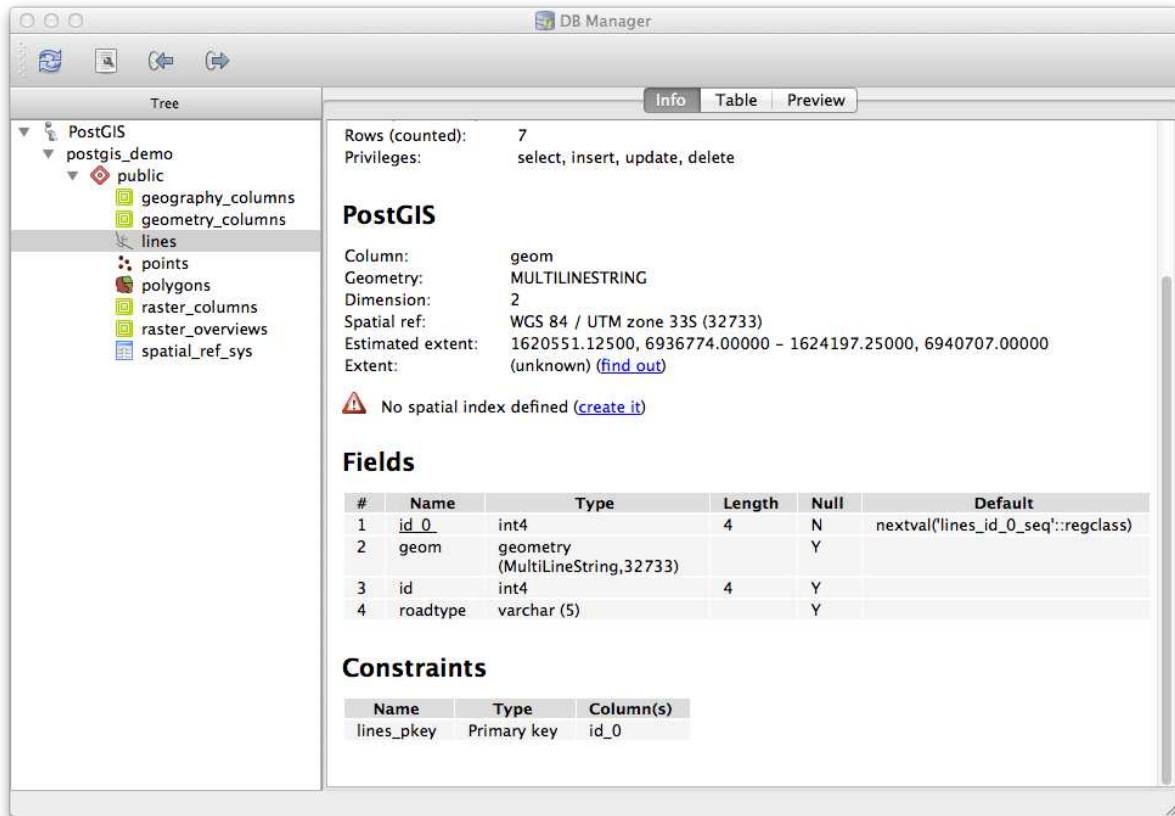 DB Manager
Tree
Info Table Preview
PostGIS
postgis_demo
public
geography_columns
geometry_columns
lines
points
polygons
raster_columns
raster_overviews
spatial_ref_sys
Rows (counted): 7
Privileges: select, insert, update, delete
PostGIS
Column: geom
Geometry: MULTILINESTRING
Dimension: 2
Spatial ref: WGS 84 / UTM zone 33S (32733)
Estimated extent: 1620551.12500, 6936774.00000 - 1624197.25000, 6940707.00000
Extent: (unknown) (find out)
No spatial index defined (create it)
Fields
# Name Type Length Null Default
1 id_0 int4 4 N nextval('lines_id_0_seq'::regclass)
2 geom geometry Y
(MultiLineString,32733)
3 id int4 4 Y
4 roadtype varchar (5) Y
Constraints
Name Type Column(s)
lines_pkey Primary key id_0